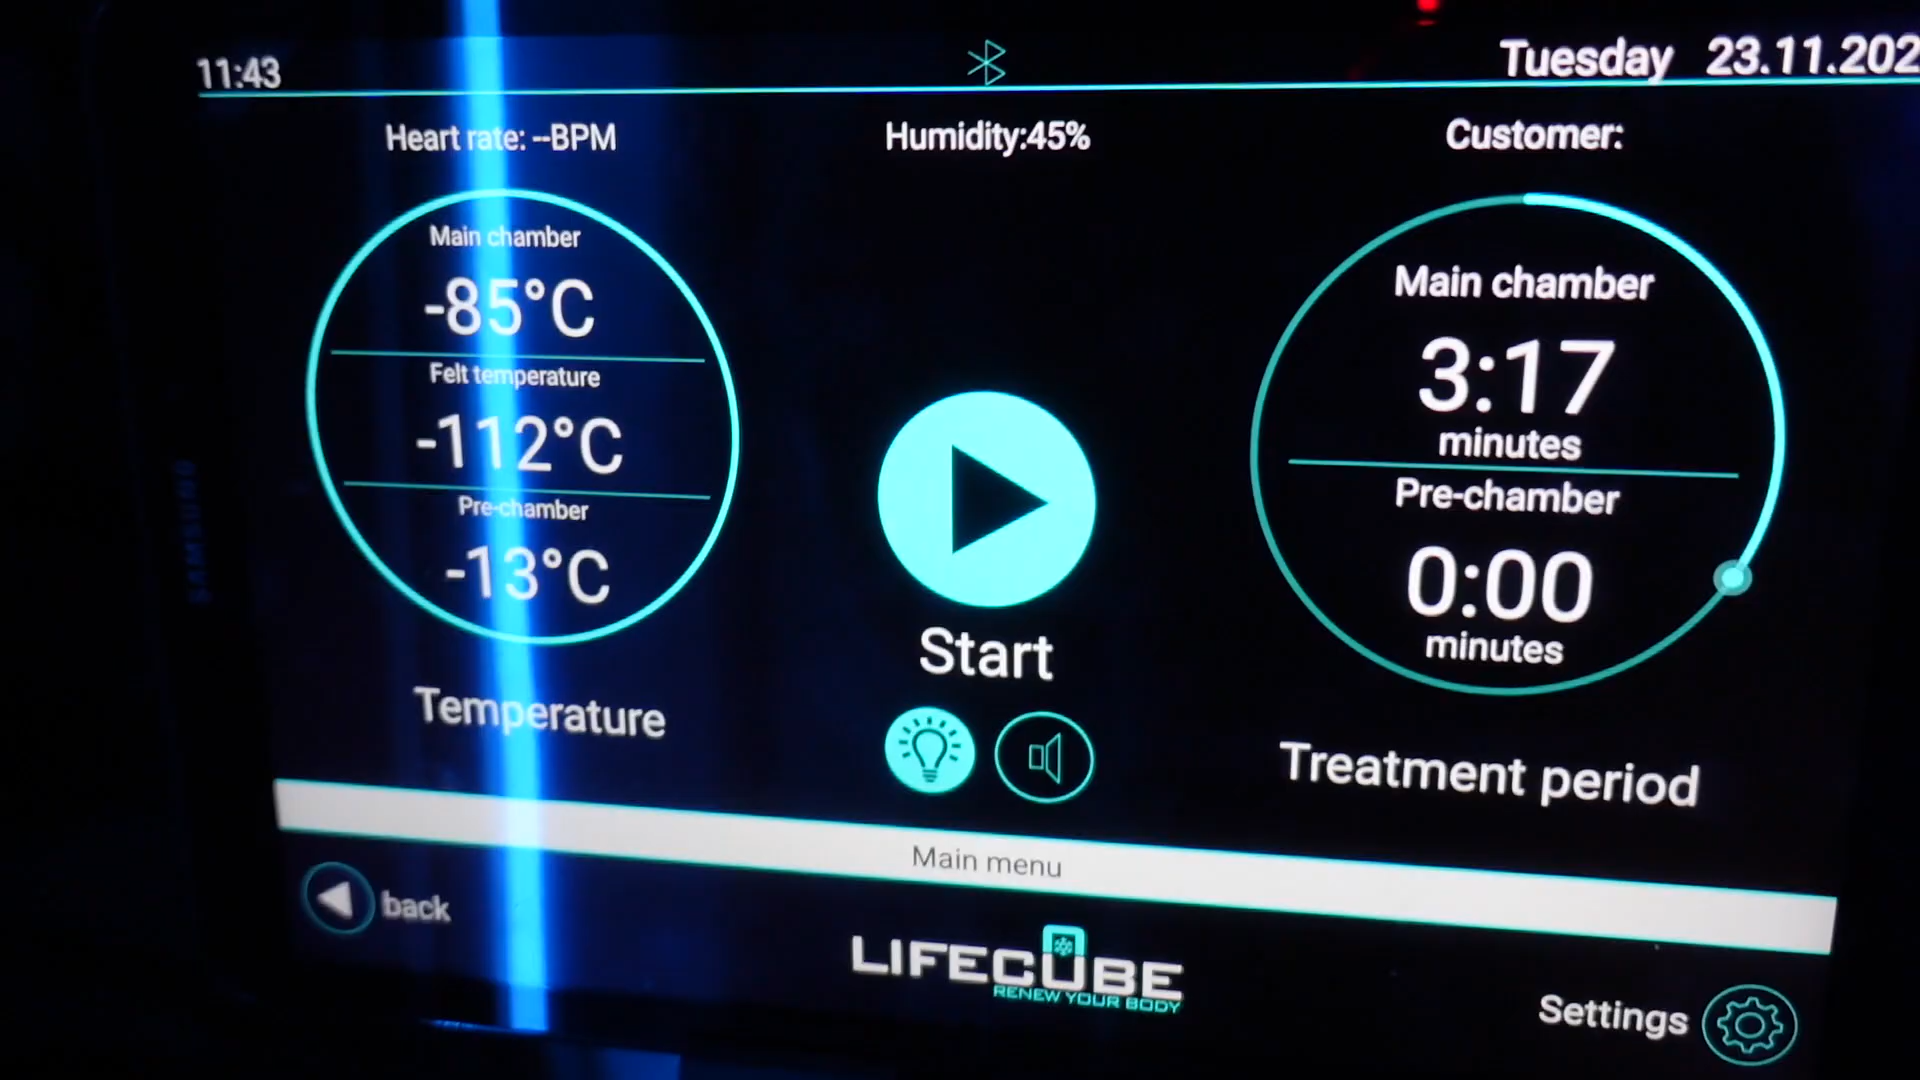 11:43
Tuesday 23.11.202
Heart rate: --BPM
Humidity:45%
Customer:
Main chamber
-85°C
Felt temperature
-112°C
Pre-chamber
-13°C
Temperature
Start
Main chamber
3:17
minutes
Pre-chamber
0:00
minutes
Treatment period
Main menu
back
LIFECUBE
RENEW YOUR BODY
Settings
SAMSUNG